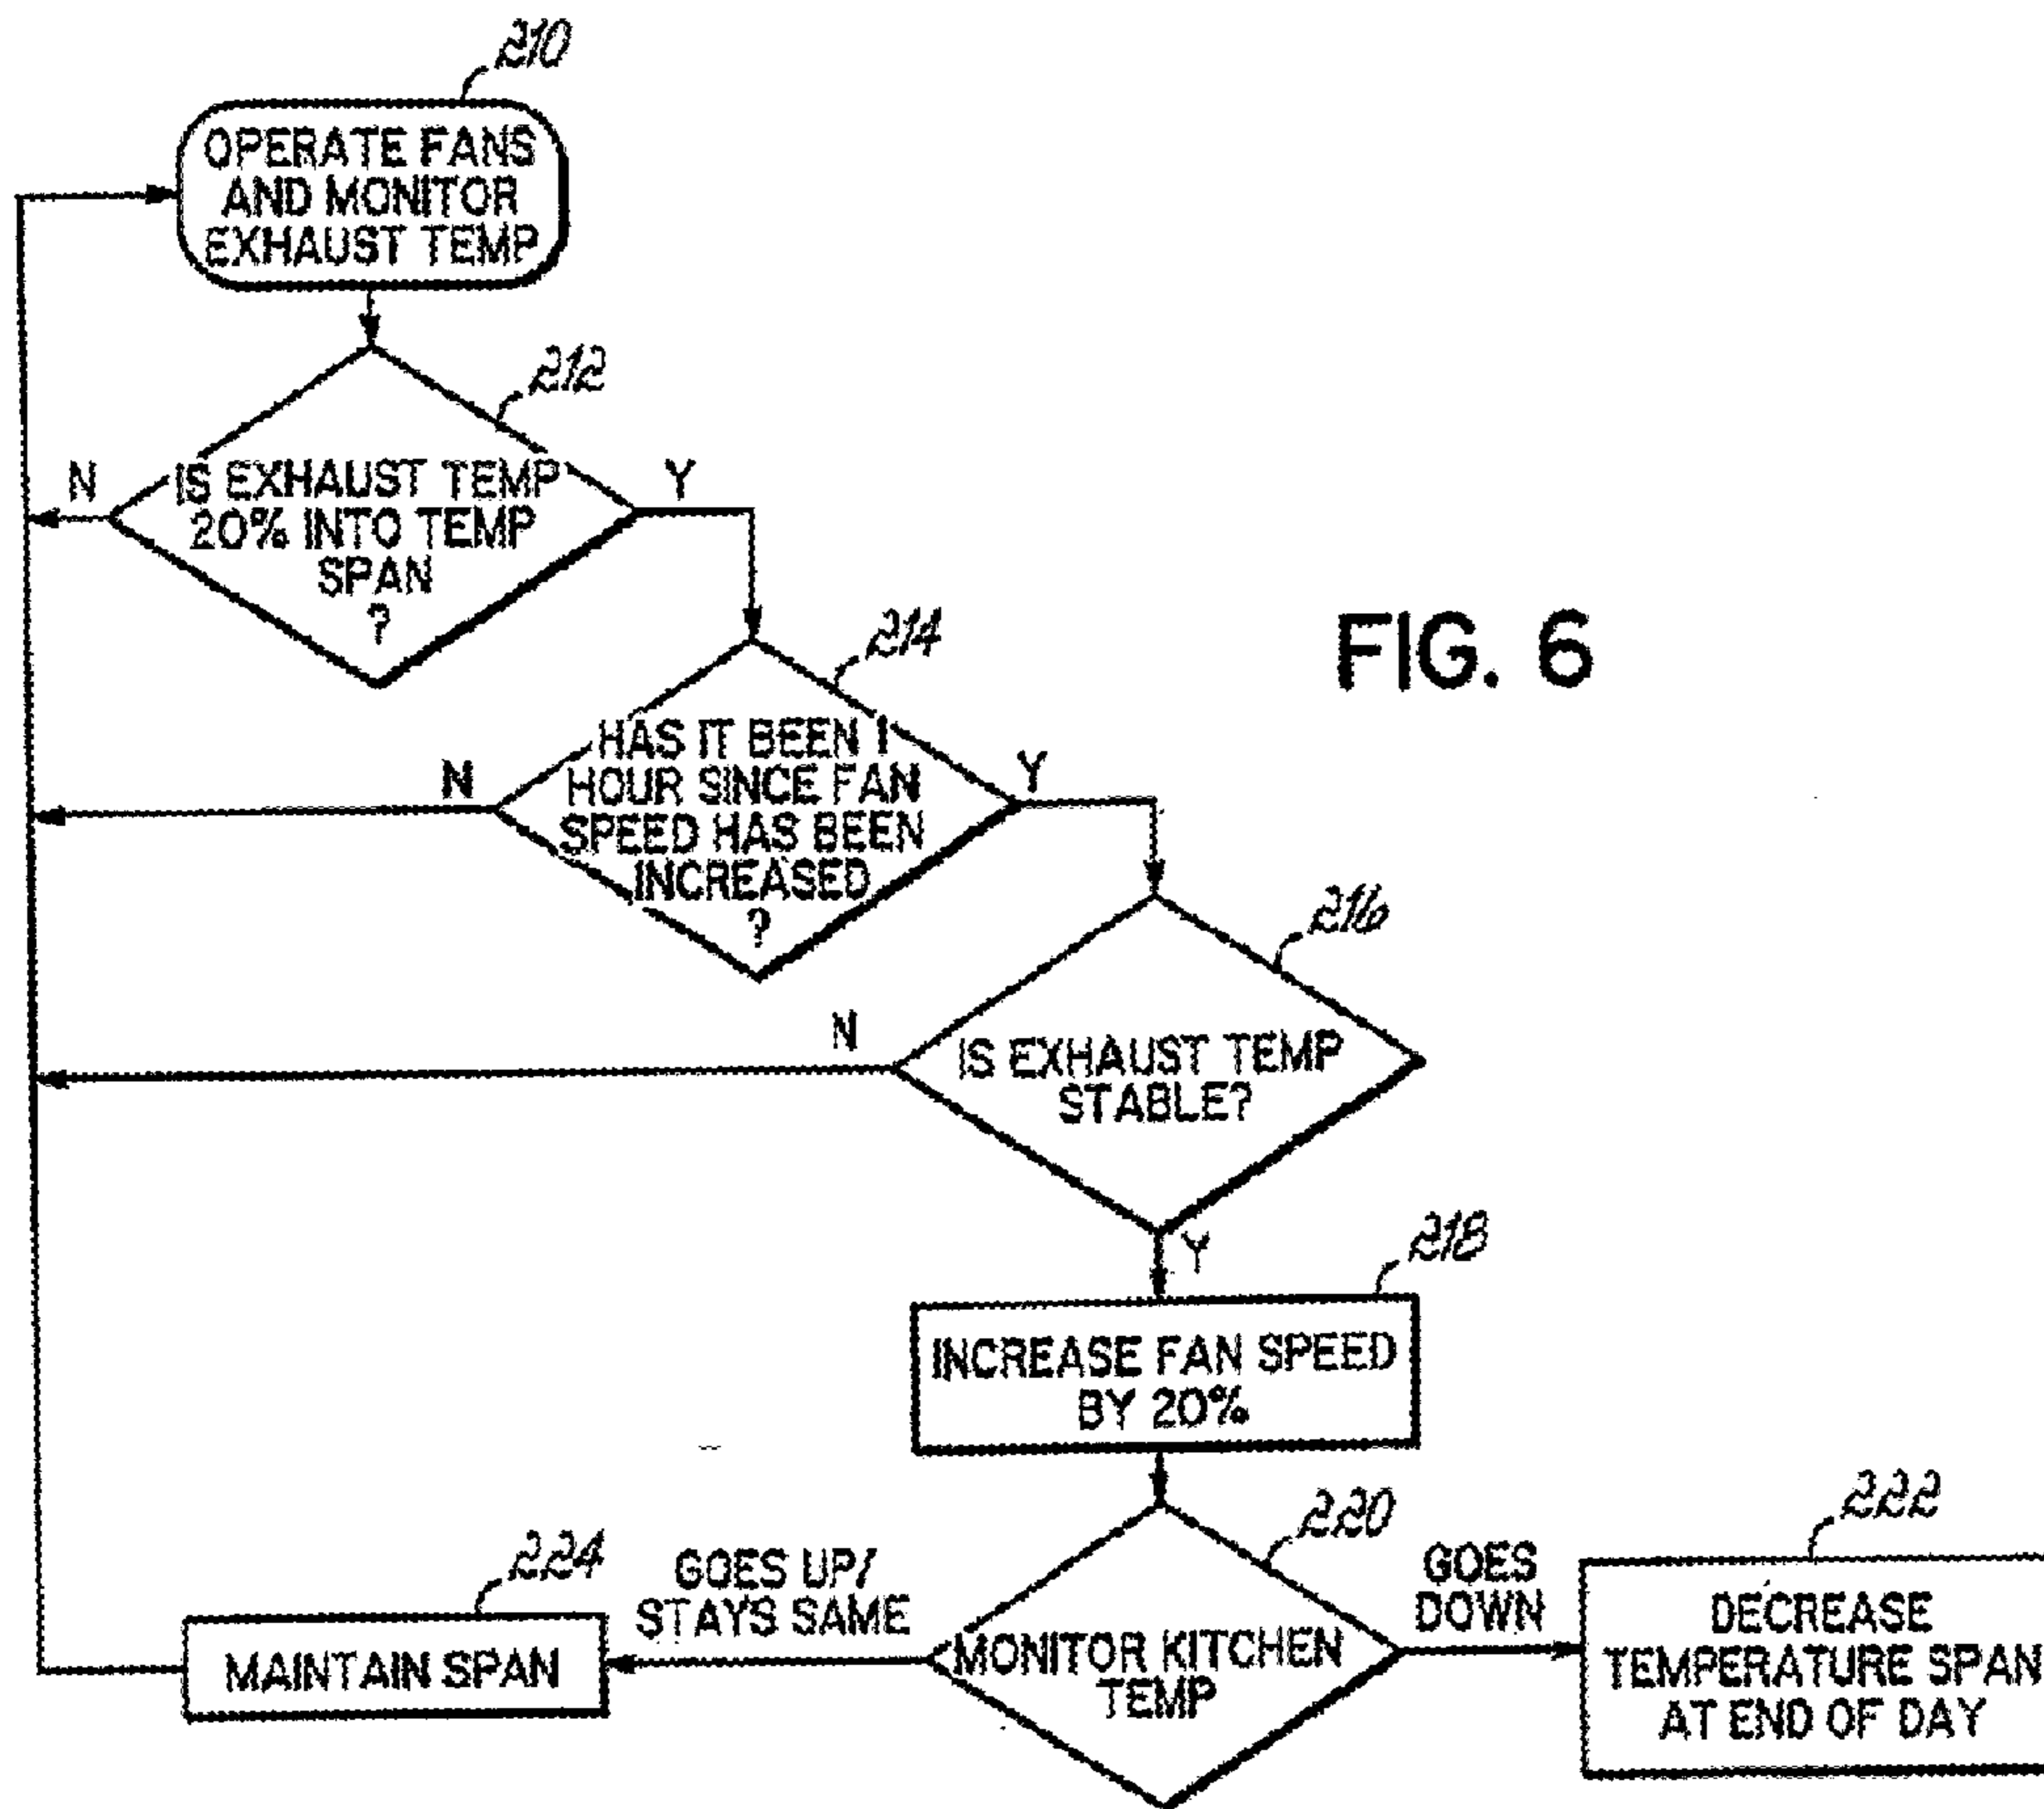 210
OPERATE FANS
AND MONITOR
EXHAUST TEMP
212
N
IS EXHAUST TEMP
20% INTO TEMP
SPAN
?
Y
214
FIG. 6
N
HAS IT BEEN 1
HOUR SINCE FAN
SPEED HAS BEEN
INCREASED
?
Y
216
N
IS EXHAUST TEMP
STABLE?
Y
218
INCREASE FAN SPEED
BY 20%
220
222
224
GOES UP/
STAYS SAME
GOES
DOWN
MAINTAIN SPAN
MONITOR KITCHEN
TEMP
DECREASE
TEMPERATURE SPAN
AT END OF DAY